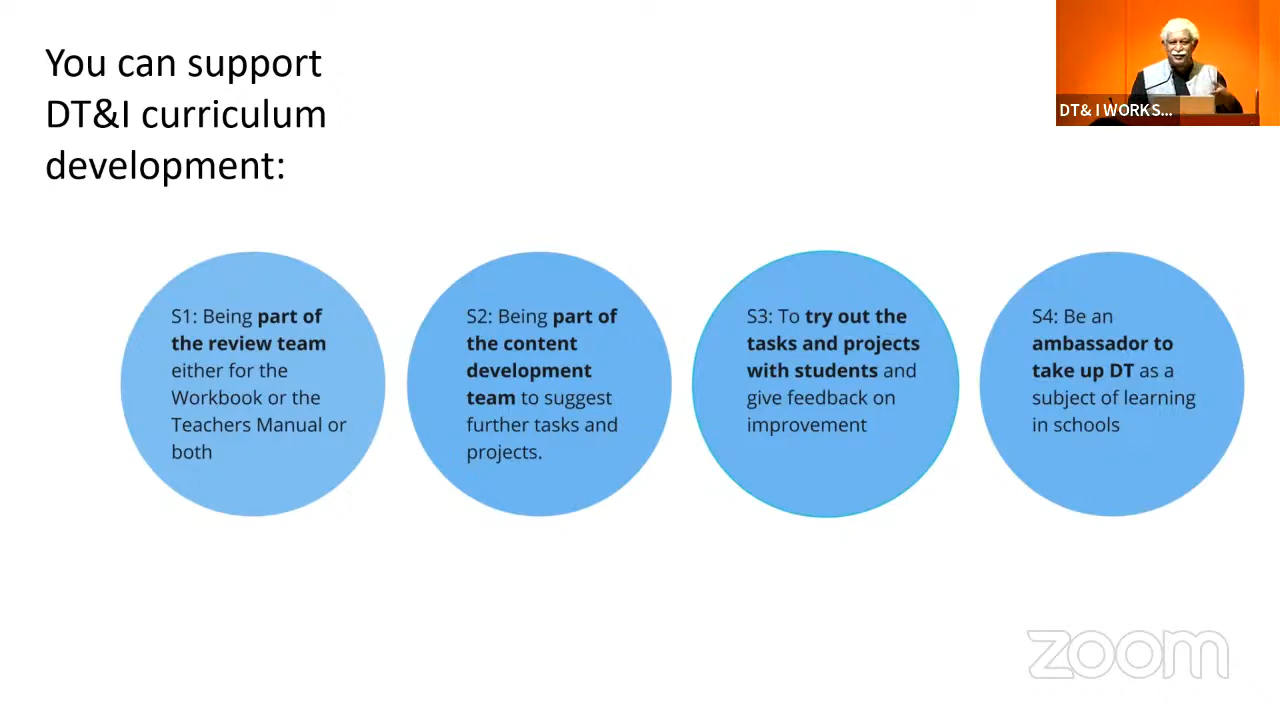 You can support
DT&I curriculum
development:
DT& I WORKS...
S1: Being part of
the review team
either for the
Workbook or the
Teachers Manual or
both
S2: Being part of
the content
development
team to suggest
further tasks and
projects.
S3: To try out the
tasks and projects
with students and
give feedback on
improvement
S4: Be an
ambassador to
take up DT as a
subject of learning
in schools
zoom